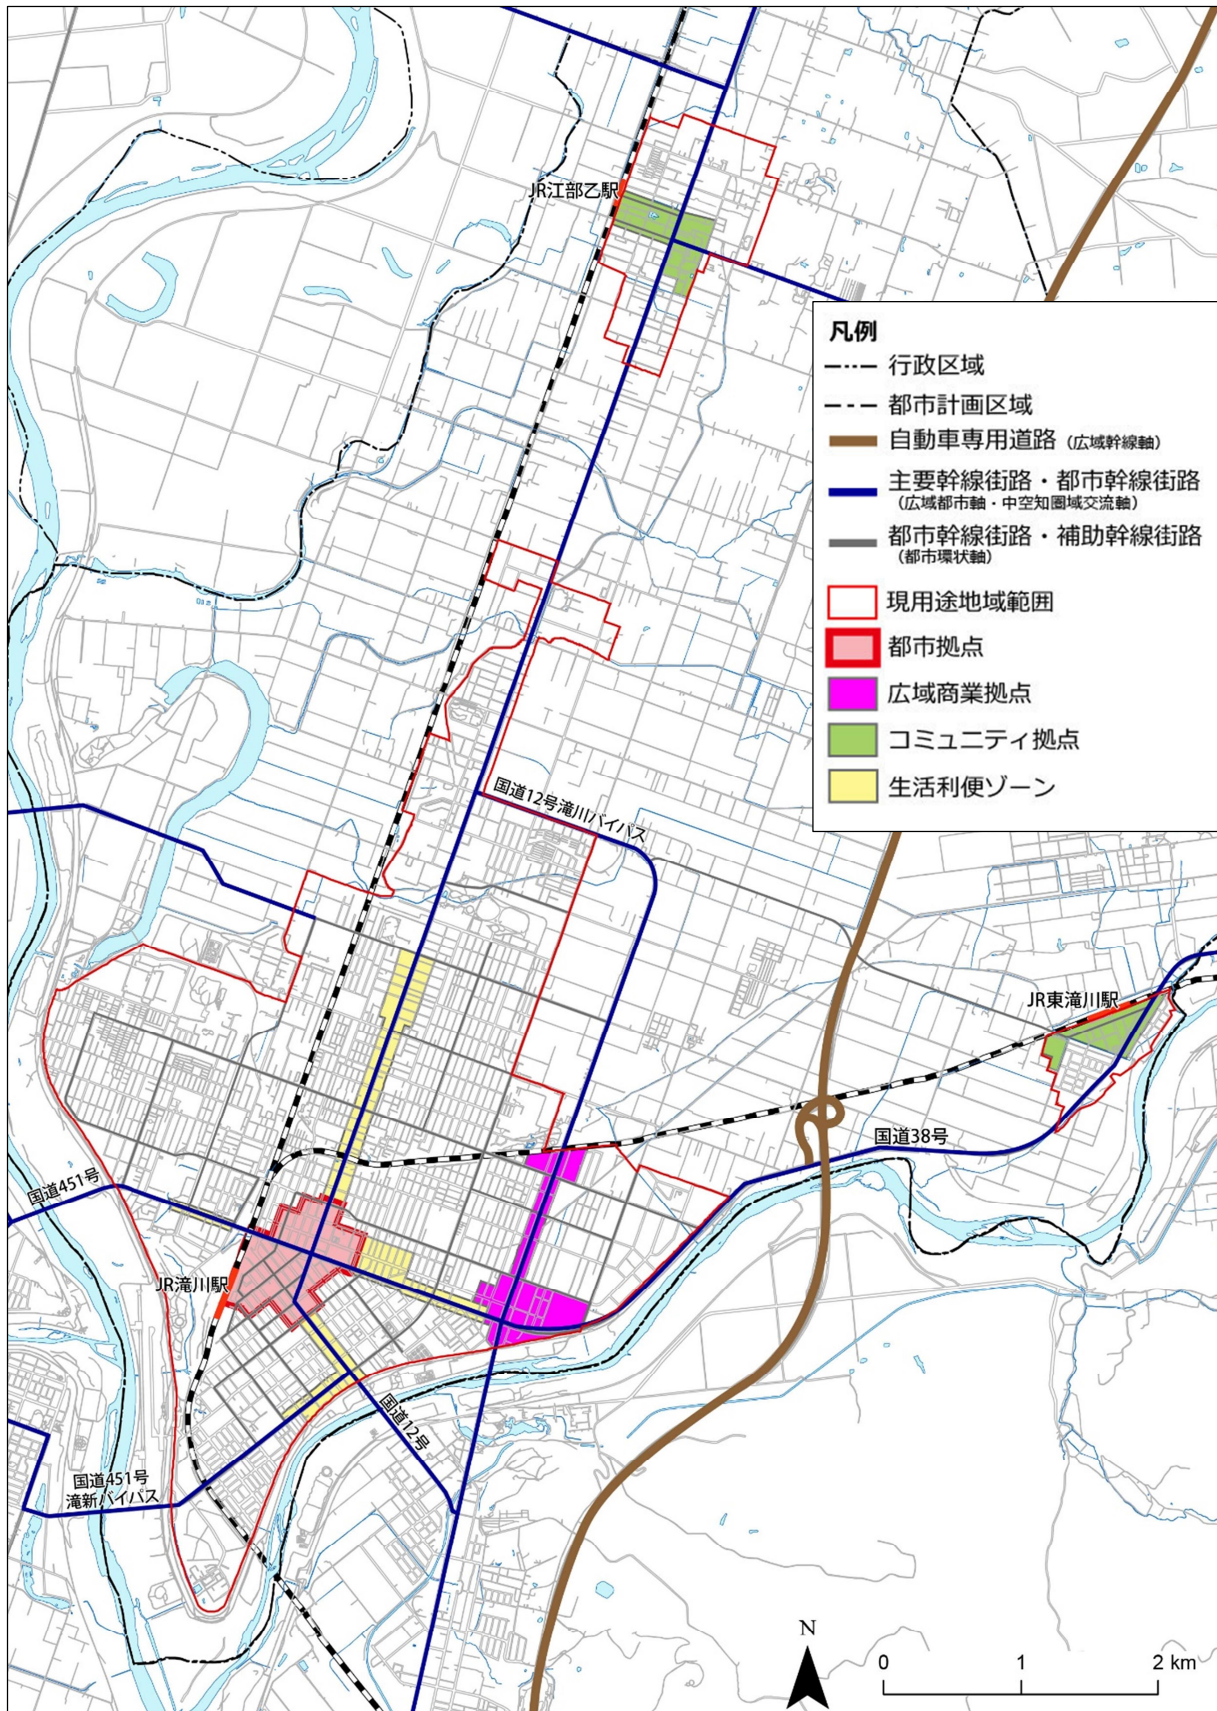 JR江部乙駅
凡例
行政区域
都市計画区域
自動車専用道路（広域幹線軸）
主要幹線街路・都市幹線街路
（広域都市軸・中空知圏域交流軸）
都市幹線街路・補助幹線街路
（都市環状軸）
現用途地域範囲
都市拠点
広域商業拠点
コミュニティ拠点
生活利便ゾーン
国道12号滝川バイパス
JR東滝川駅
国道38号
国道451号
JR滝川駅
国道12号
国道451号
滝新バイパス
N
0 1 2 km